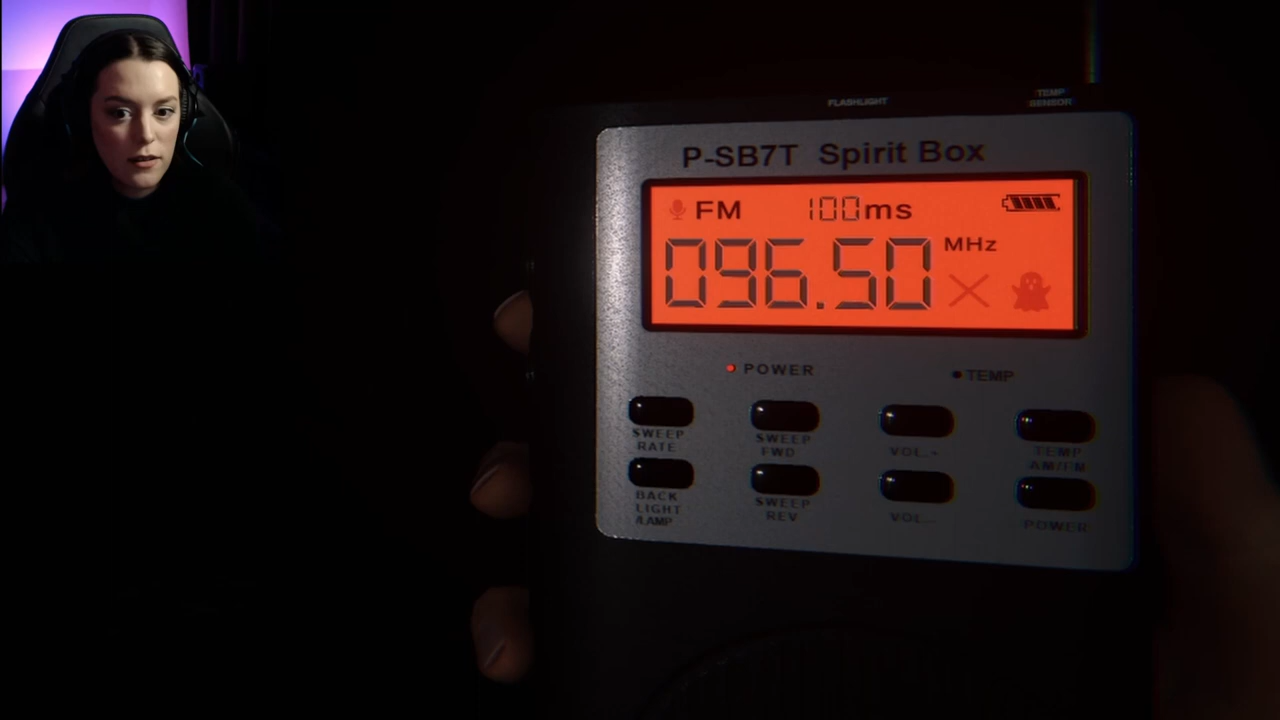 FLASHLIGHT
TEMP
SENSOR
P-SB7T Spirit Box
FM 100ms
096.50 MHz
POWER
TEMP
SWEEP
RATE
SWEEP
FWD
VOL.+
TEMP
AM/FM
BACK
LIGHT
/LAMP
SWEEP
REV
VOL.-
POWER